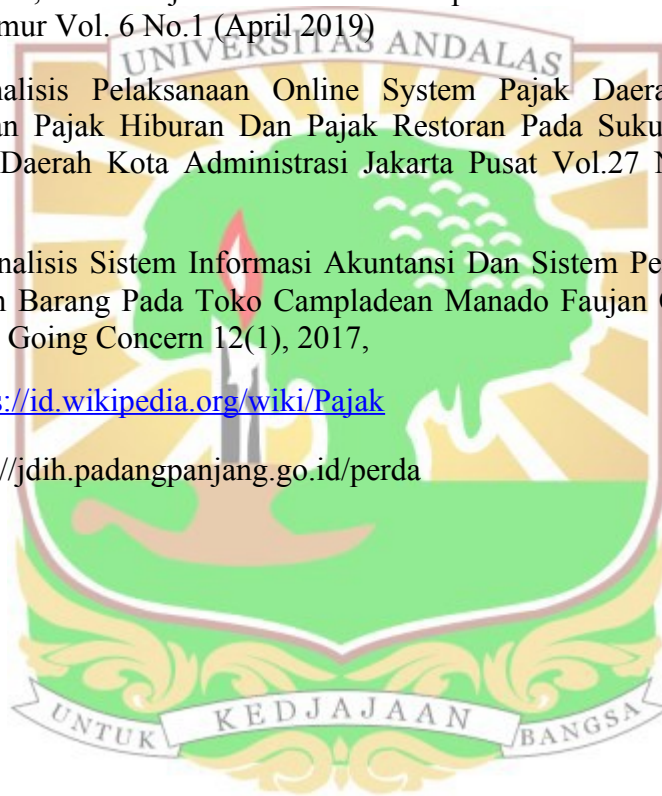 mur Vol. 6 No.1 (April 2019)
UNIVERSITAS ANDALAS
nalisis Pelaksanaan Online System Pajak Daera
n Pajak Hiburan Dan Pajak Restoran Pada Suku
Daerah Kota Administrasi Jakarta Pusat Vol.27 N
nalisis Sistem Informasi Akuntansi Dan Sistem Pe
n Barang Pada Toko Campladean Manado Faujan
Going Concern 12(1), 2017,
s://id.wikipedia.org/wiki/Pajak
//jdih.padangpanjang.go.id/perda
UNTUK KEDJAJAAN BANGSA